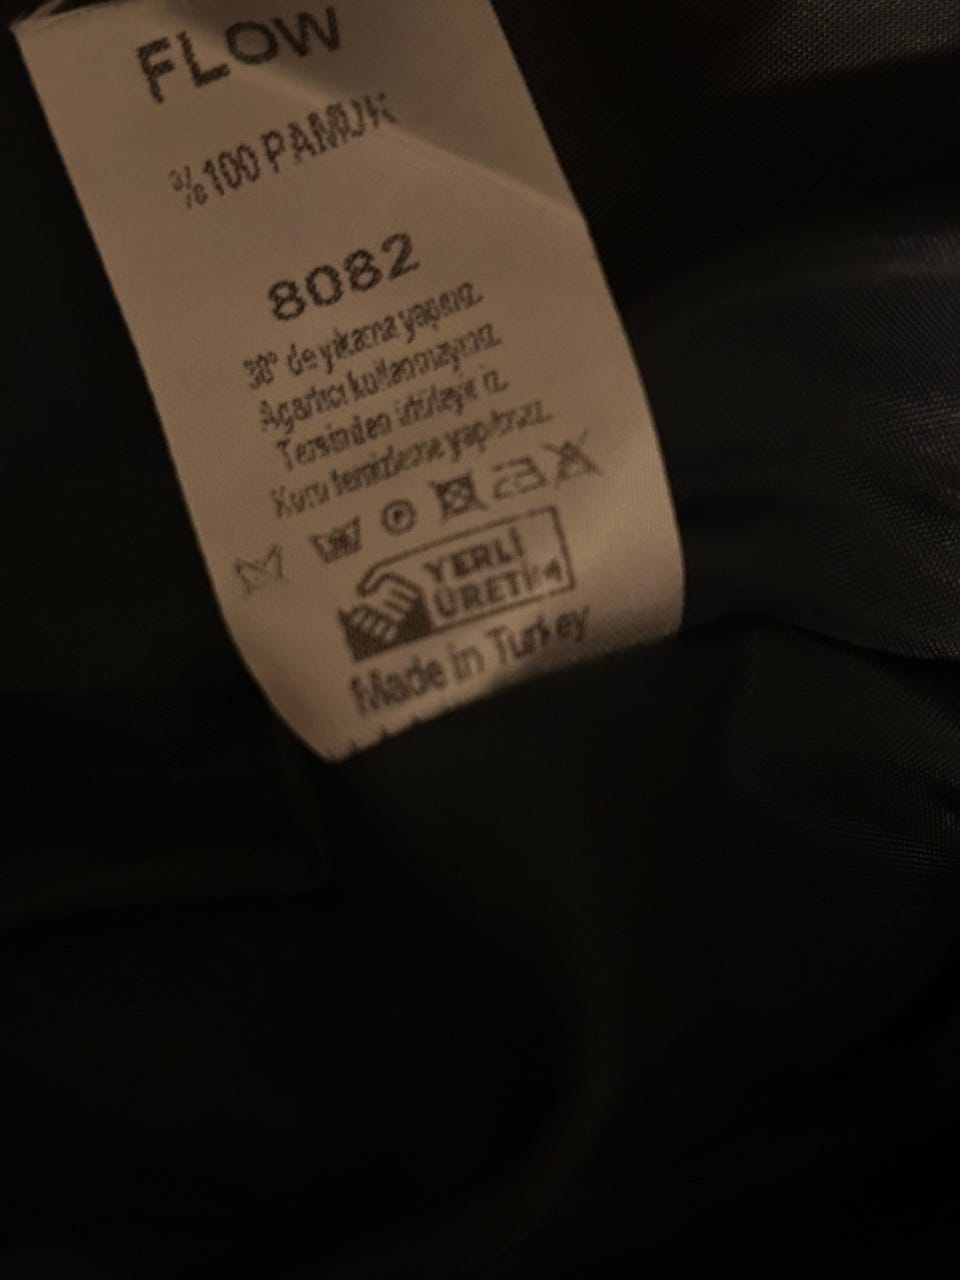 FLOW
%100 PAMUK
8082
30° de yıkama yapınız.
Ağartıcı kullanmayınız.
Tersinden ütüleyiniz.
Kuru temizleme yapılmaz.
P
YERLİ
ÜRETİM
Made in Turkey